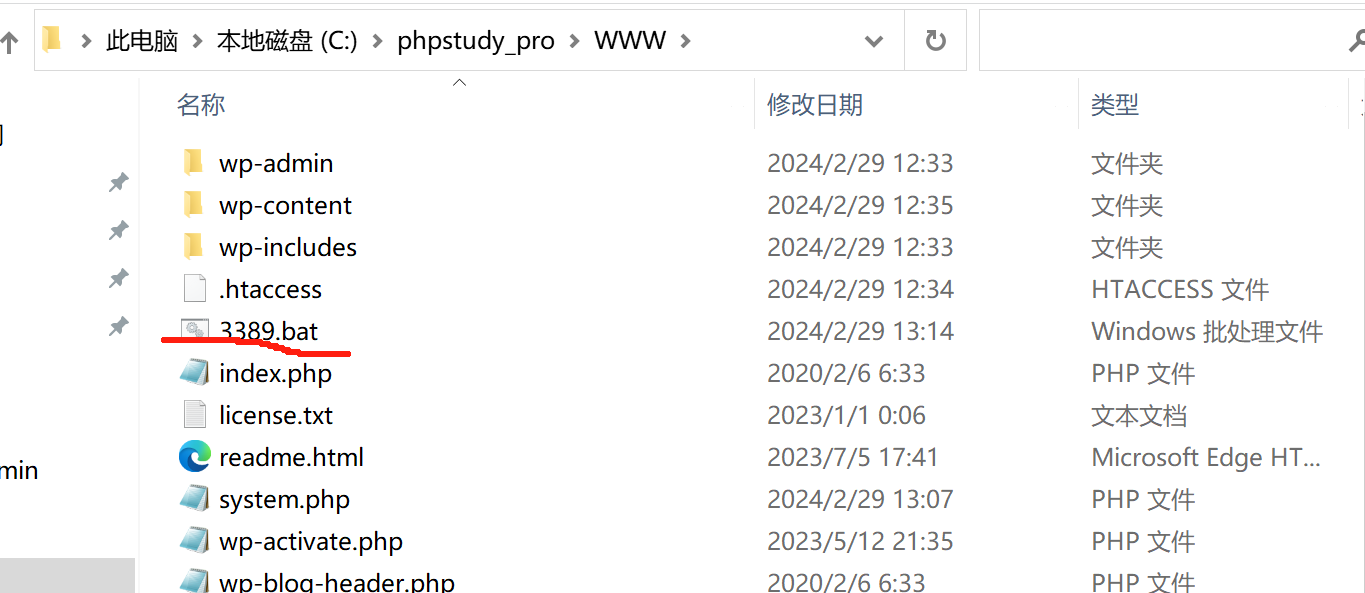 此电脑 本地磁盘 (C:) phpstudy_pro WWW
名称 修改日期 类型
wp-admin 2024/2/29 12:33 文件夹
wp-content 2024/2/29 12:35 文件夹
wp-includes 2024/2/29 12:33 文件夹
.htaccess 2024/2/29 12:34 HTACCESS 文件
3389.bat 2024/2/29 13:14 Windows 批处理文件
index.php 2020/2/6 6:33 PHP 文件
license.txt 2023/1/1 0:06 文本文档
min readme.html 2023/7/5 17:41 Microsoft Edge HT...
system.php 2024/2/29 13:07 PHP 文件
wp-activate.php 2023/5/12 21:35 PHP 文件
wp-blog-header.php 2020/2/6 6:33 PHP 文件